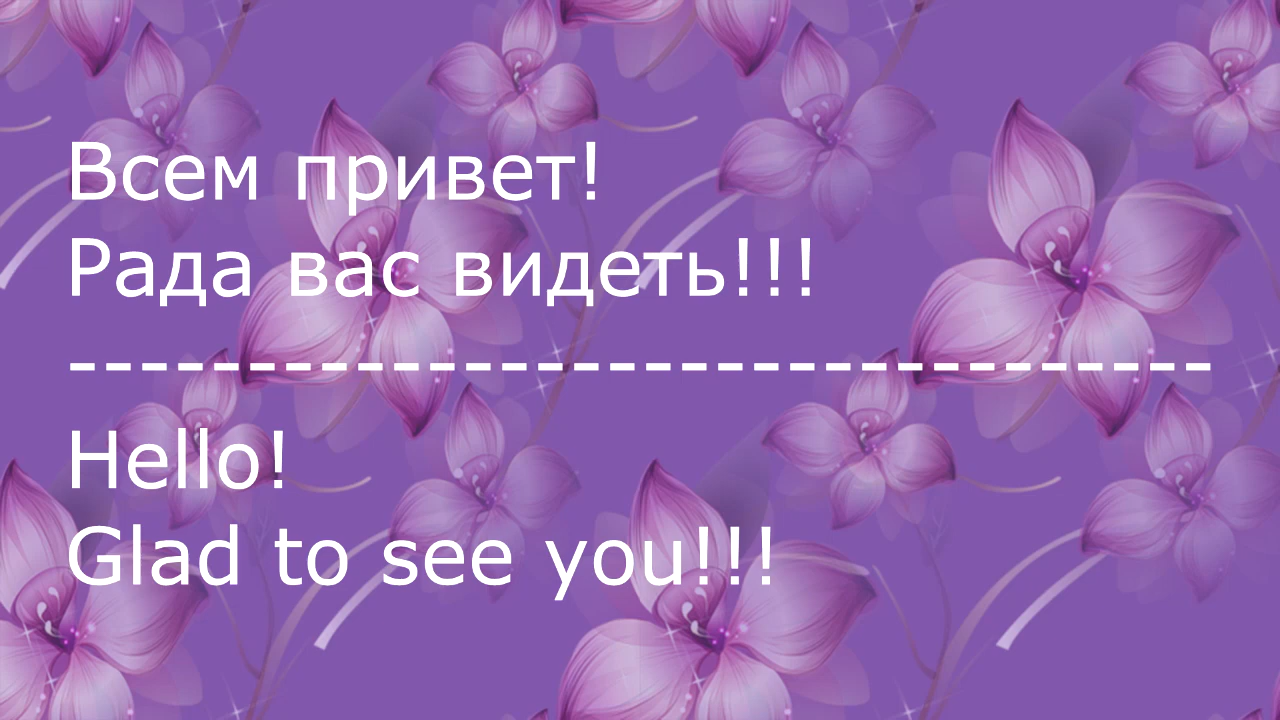 Всем привет!
Рада вас видеть!!!
--------------------------------
Hello!
Glad to see you!!!